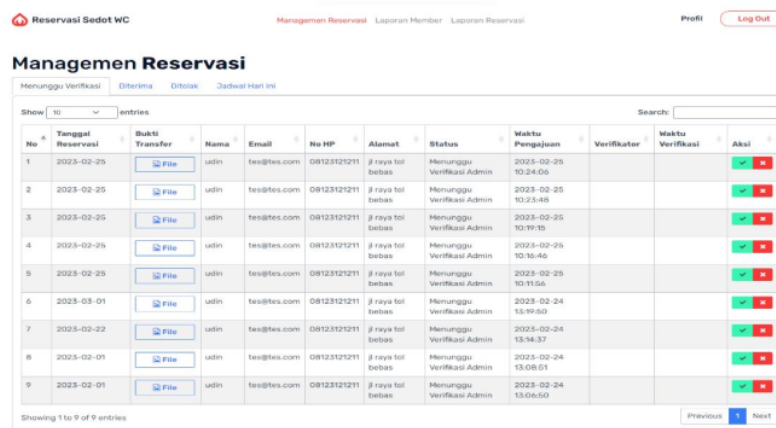 Reservasi Sedot WC Managemen Reservasi Laporan Member Laporan Reservasi Profil Log Out
Managemen Reservasi
Menunggu Verifikasi Diterima Ditolak Jadwal Hari Ini
Show 10 entries Search:
No Tanggal Reservasi Bukti Transfer Nama Email No HP Alamat Status Waktu Pengajuan Verifikator Waktu Verifikasi Aksi
1 2023-02-25 File udin tes@tes.com 08123121211 jl raya tol bebas Menunggu Verifikasi Admin 2023-02-25 10:24:06
2 2023-02-25 File udin tes@tes.com 08123121211 jl raya tol bebas Menunggu Verifikasi Admin 2023-02-25 10:23:48
3 2023-02-25 File udin tes@tes.com 08123121211 jl raya tol bebas Menunggu Verifikasi Admin 2023-02-25 10:19:15
4 2023-02-25 File udin tes@tes.com 08123121211 jl raya tol bebas Menunggu Verifikasi Admin 2023-02-25 10:16:46
5 2023-02-25 File udin tes@tes.com 08123121211 jl raya tol bebas Menunggu Verifikasi Admin 2023-02-25 10:11:56
6 2023-03-01 File udin tes@tes.com 08123121211 jl raya tol bebas Menunggu Verifikasi Admin 2023-02-24 13:19:50
7 2023-02-22 File udin tes@tes.com 08123121211 jl raya tol bebas Menunggu Verifikasi Admin 2023-02-24 13:14:37
8 2023-02-01 File udin tes@tes.com 08123121211 jl raya tol bebas Menunggu Verifikasi Admin 2023-02-24 13:08:51
9 2023-02-01 File udin tes@tes.com 08123121211 jl raya tol bebas Menunggu Verifikasi Admin 2023-02-24 13:06:50
Showing 1 to 9 of 9 entries Previous 1 Next